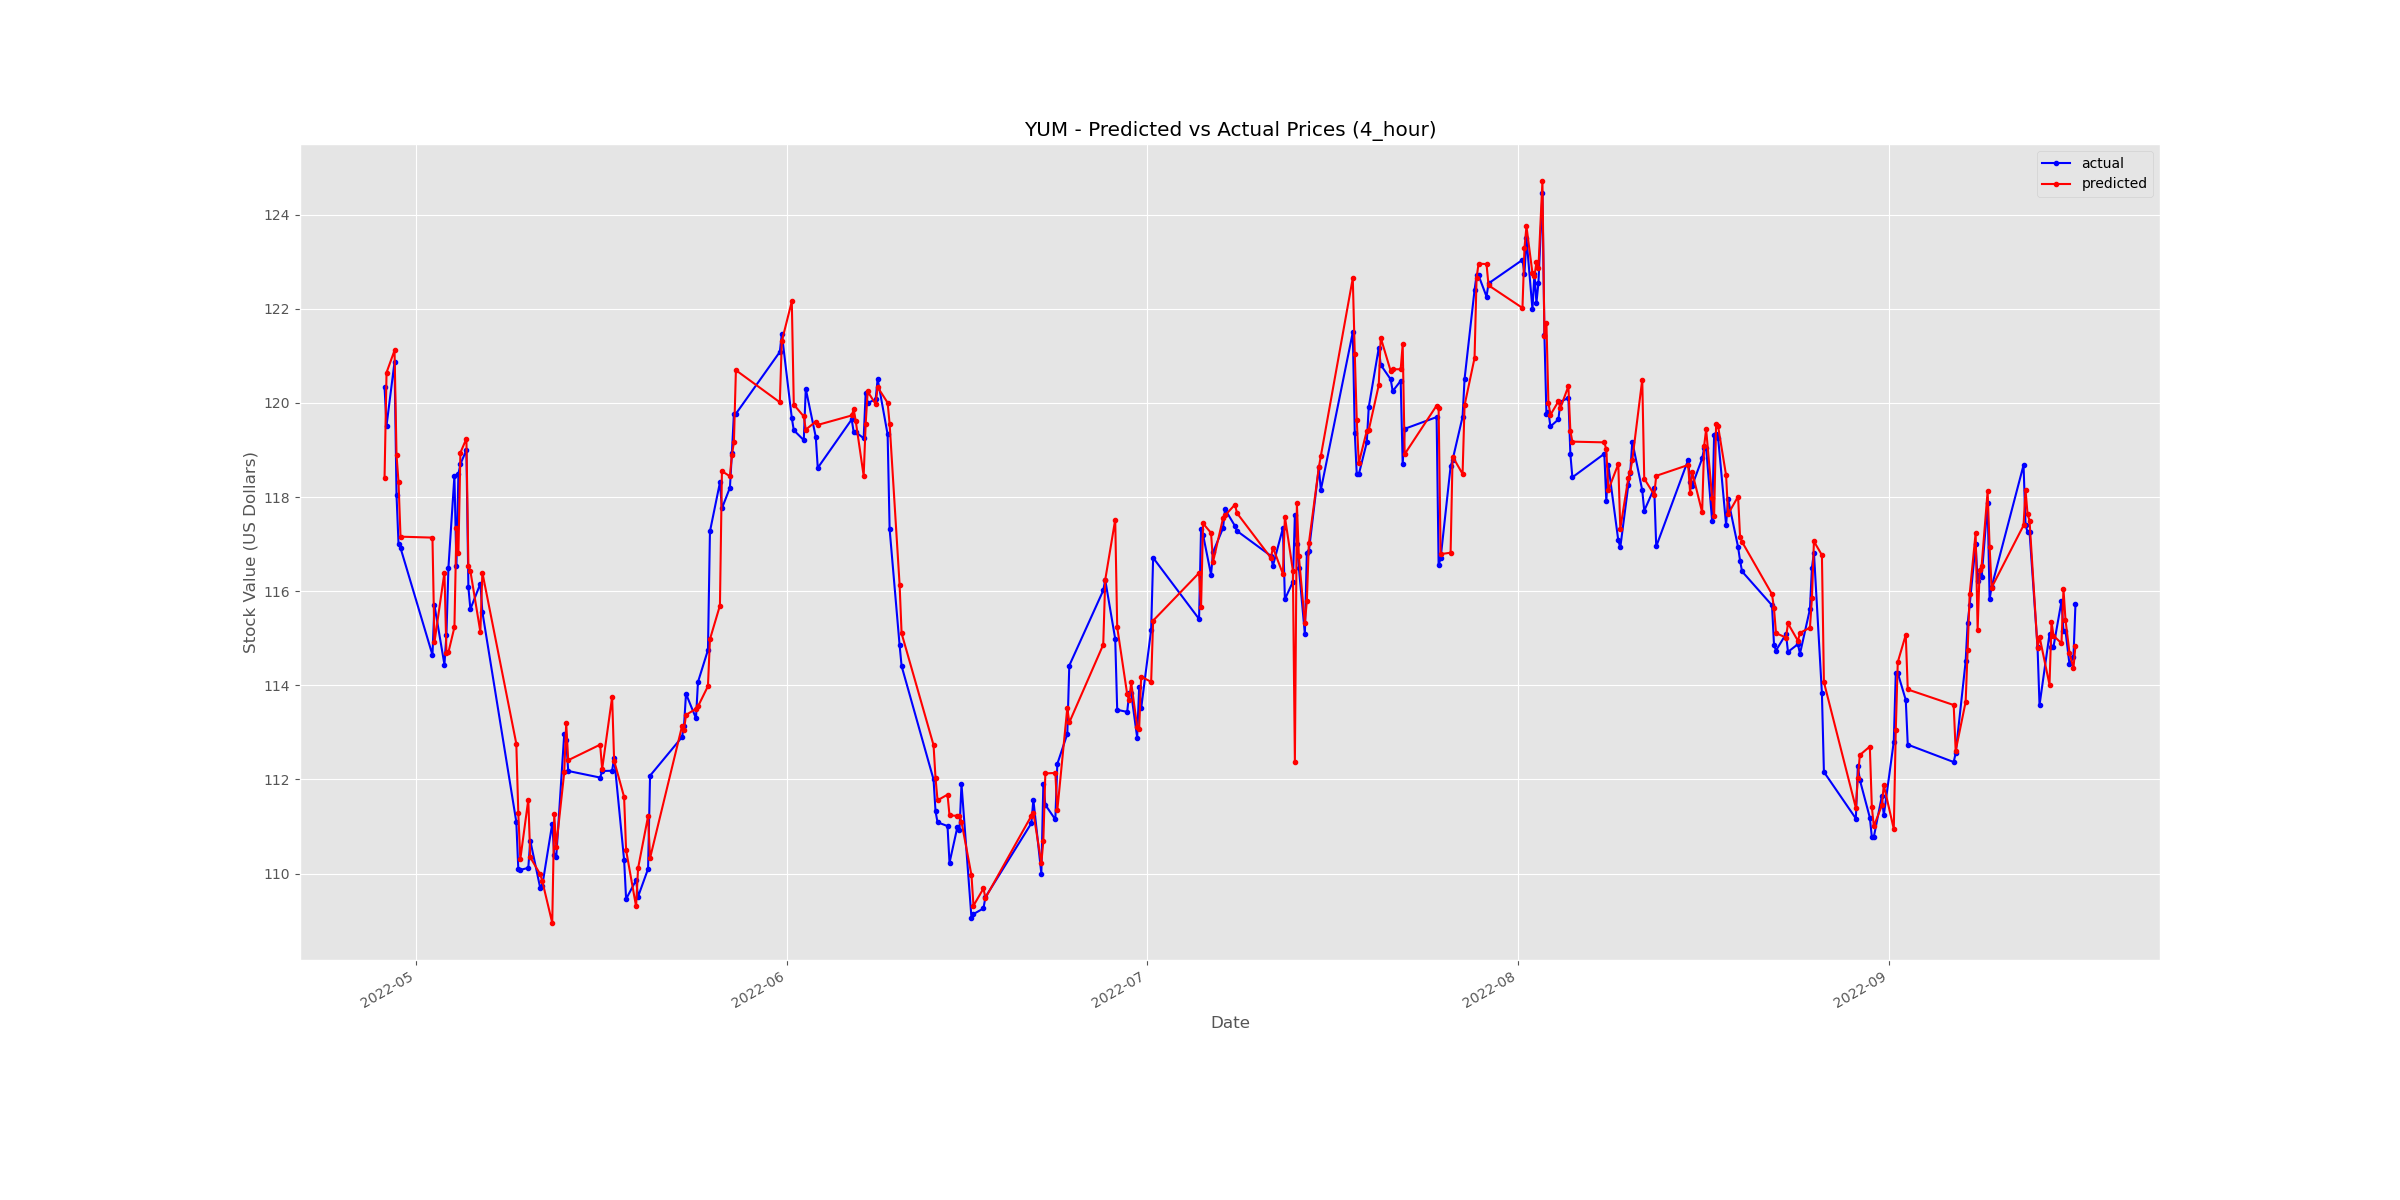 YUM - Predicted vs Actual Prices (4_hour)
actual
predicted
124
122
120
118
116
114
112
110
Stock Value (US Dollars)
2022-05
2022-06
2022-07
2022-08
2022-09
Date